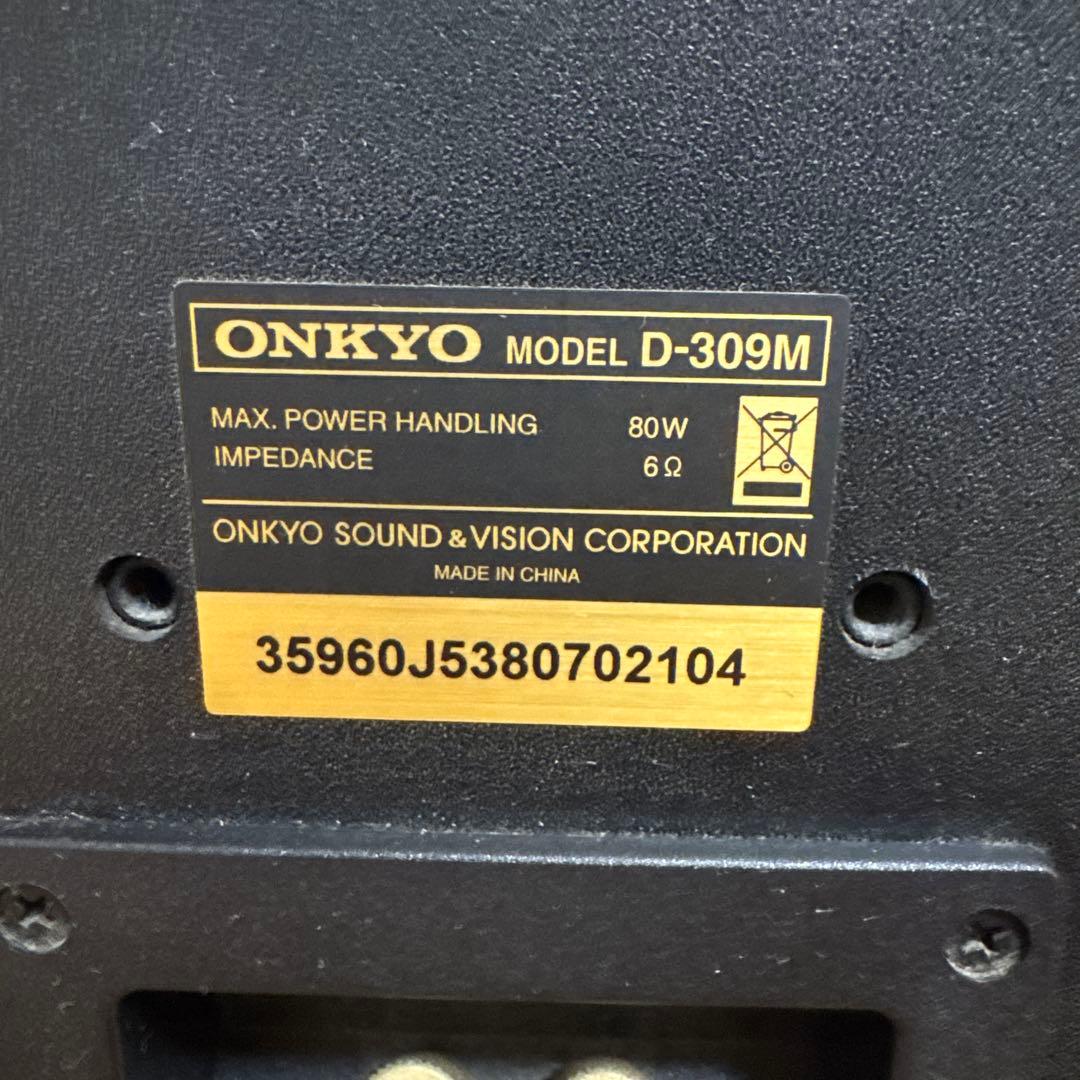 ONKYO MODEL D-309M
MAX. POWER HANDLING 80W
IMPEDANCE 6Ω
ONKYO SOUND & VISION CORPORATION
MADE IN CHINA
35960J5380702104